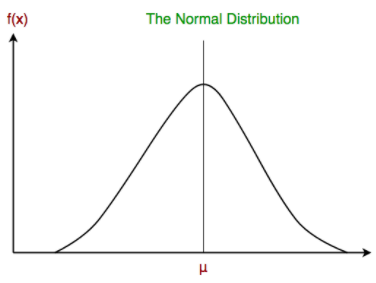 The Normal Distribution
f(x)
μ